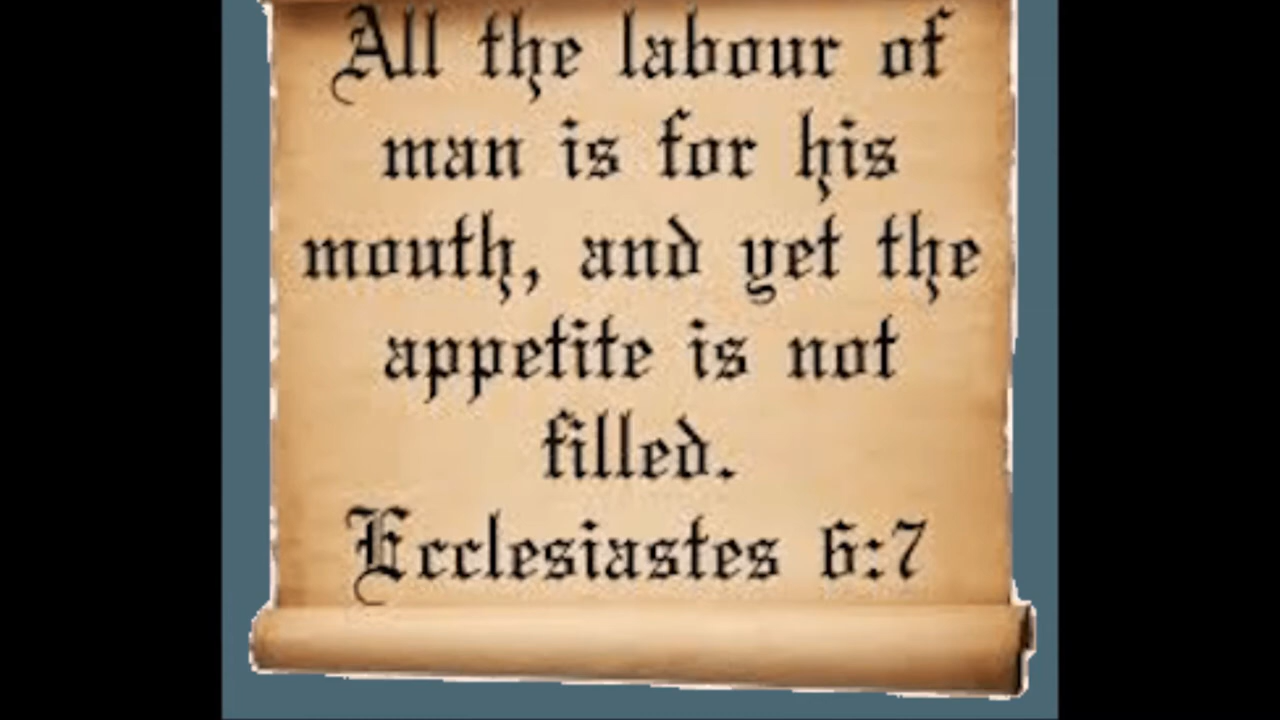 All the labour of
man is for his
mouth, and yet the
appetite is not
filled.
Ecclesiastes 6:7